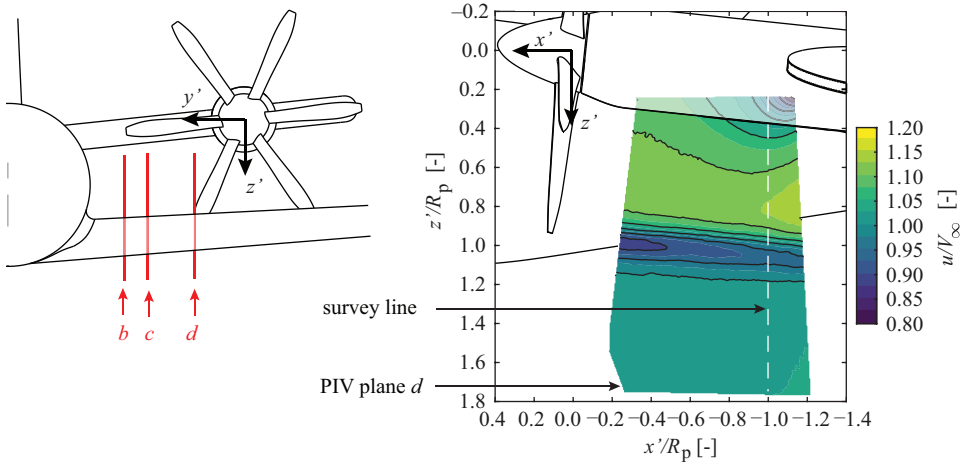 y’
z’
b
c
d
−0.2
0.0
0.2
0.4
0.6
0.8
1.0
1.2
1.4
1.6
1.8
z’/Rp [-]
x’
z’
survey line
PIV plane d
0.4 0.2 0.0 −0.2 −0.4 −0.6 −0.8 −1.0 −1.2 −1.4
x’/Rp [-]
1.20
1.15
1.10
1.05
1.00
0.95
0.90
0.85
0.80
u/V∞ [-]